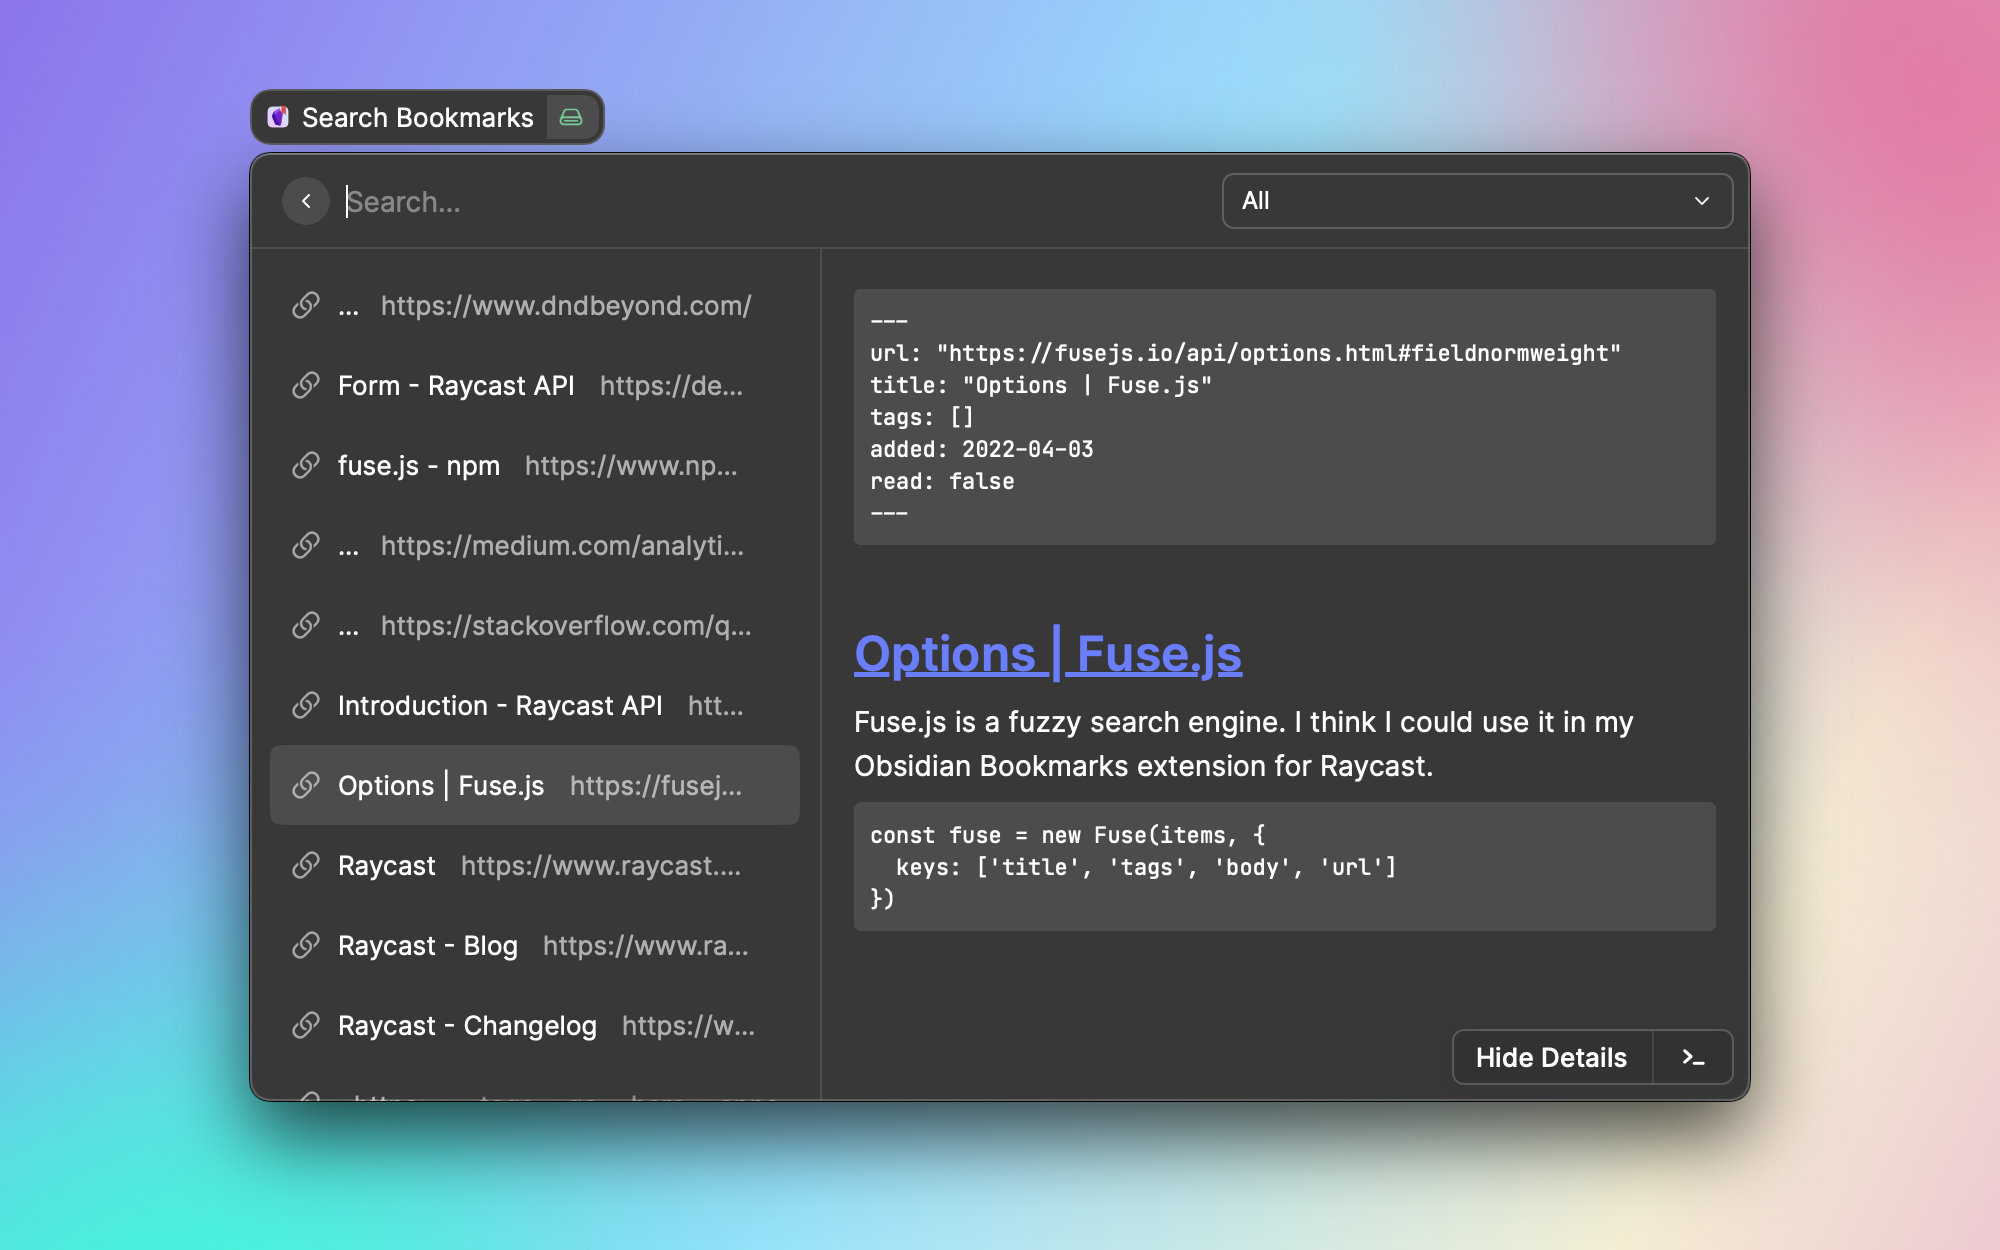 Search Bookmarks
Search...
All
... https://www.dndbeyond.com/
Form - Raycast API https://de...
fuse.js - npm https://www.np...
... https://medium.com/analyti...
... https://stackoverflow.com/q...
Introduction - Raycast API htt...
Options | Fuse.js https://fusej...
Raycast https://www.raycast....
Raycast - Blog https://www.ra...
Raycast - Changelog https://w...
---
url: "https://fusejs.io/api/options.html#fieldnormweight"
title: "Options | Fuse.js"
tags: []
added: 2022-04-03
read: false
---
Options | Fuse.js
Fuse.js is a fuzzy search engine. I think I could use it in my
Obsidian Bookmarks extension for Raycast.
const fuse = new Fuse(items, {
  keys: ['title', 'tags', 'body', 'url']
})
Hide Details